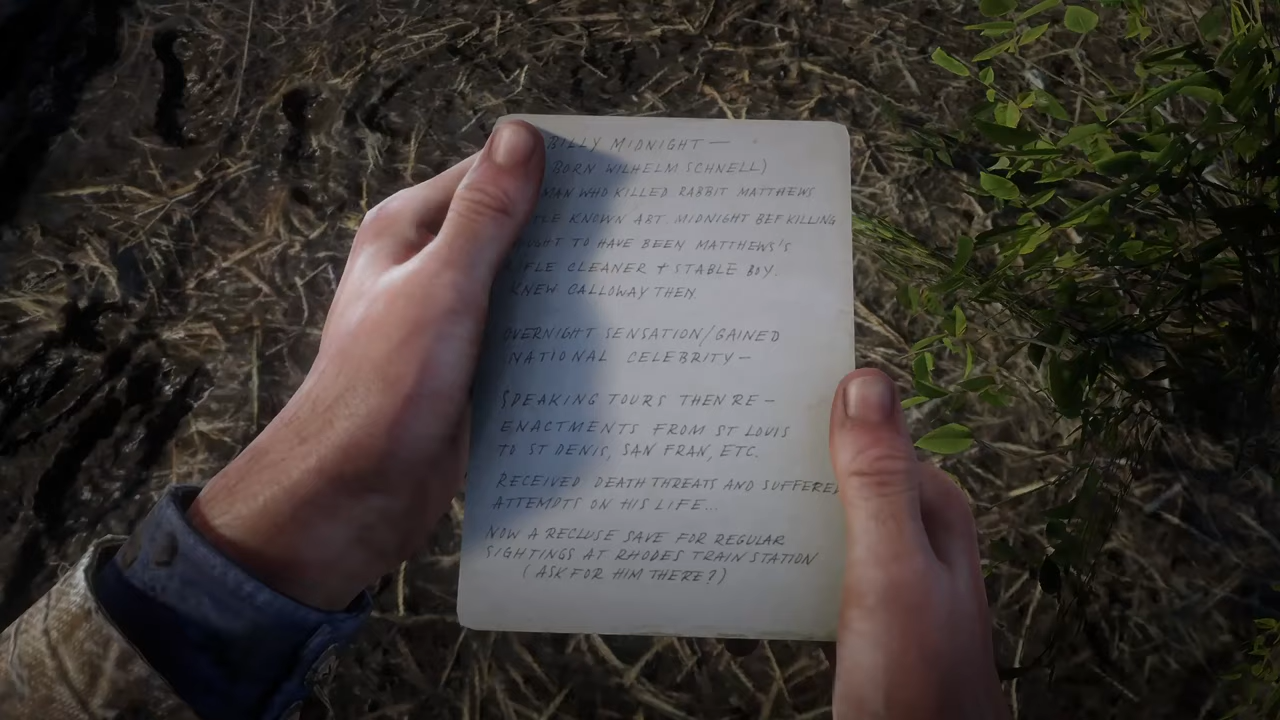 BILLY MIDNIGHT —
BORN WILHELM SCHNELL)
MAN WHO KILLED RABBIT MATTHEWS
KNOWN ABT. MIDNIGHT BEF KILLING
TO HAVE BEEN MATTHEWS'S
RIFLE CLEANER + STABLE BOY.
KNEW CALLOWAY THEN.
OVERNIGHT SENSATION/GAINED
NATIONAL CELEBRITY —
SPEAKING TOURS THEN RE-
ENACTMENTS FROM ST LOUIS
TO ST DENIS, SAN FRAN, ETC.
RECEIVED DEATH THREATS AND SUFFERED
ATTEMPTS ON HIS LIFE...
NOW A RECLUSE SAVE FOR REGULAR
SIGHTINGS AT RHODES TRAIN STATION
( ASK FOR HIM THERE?)